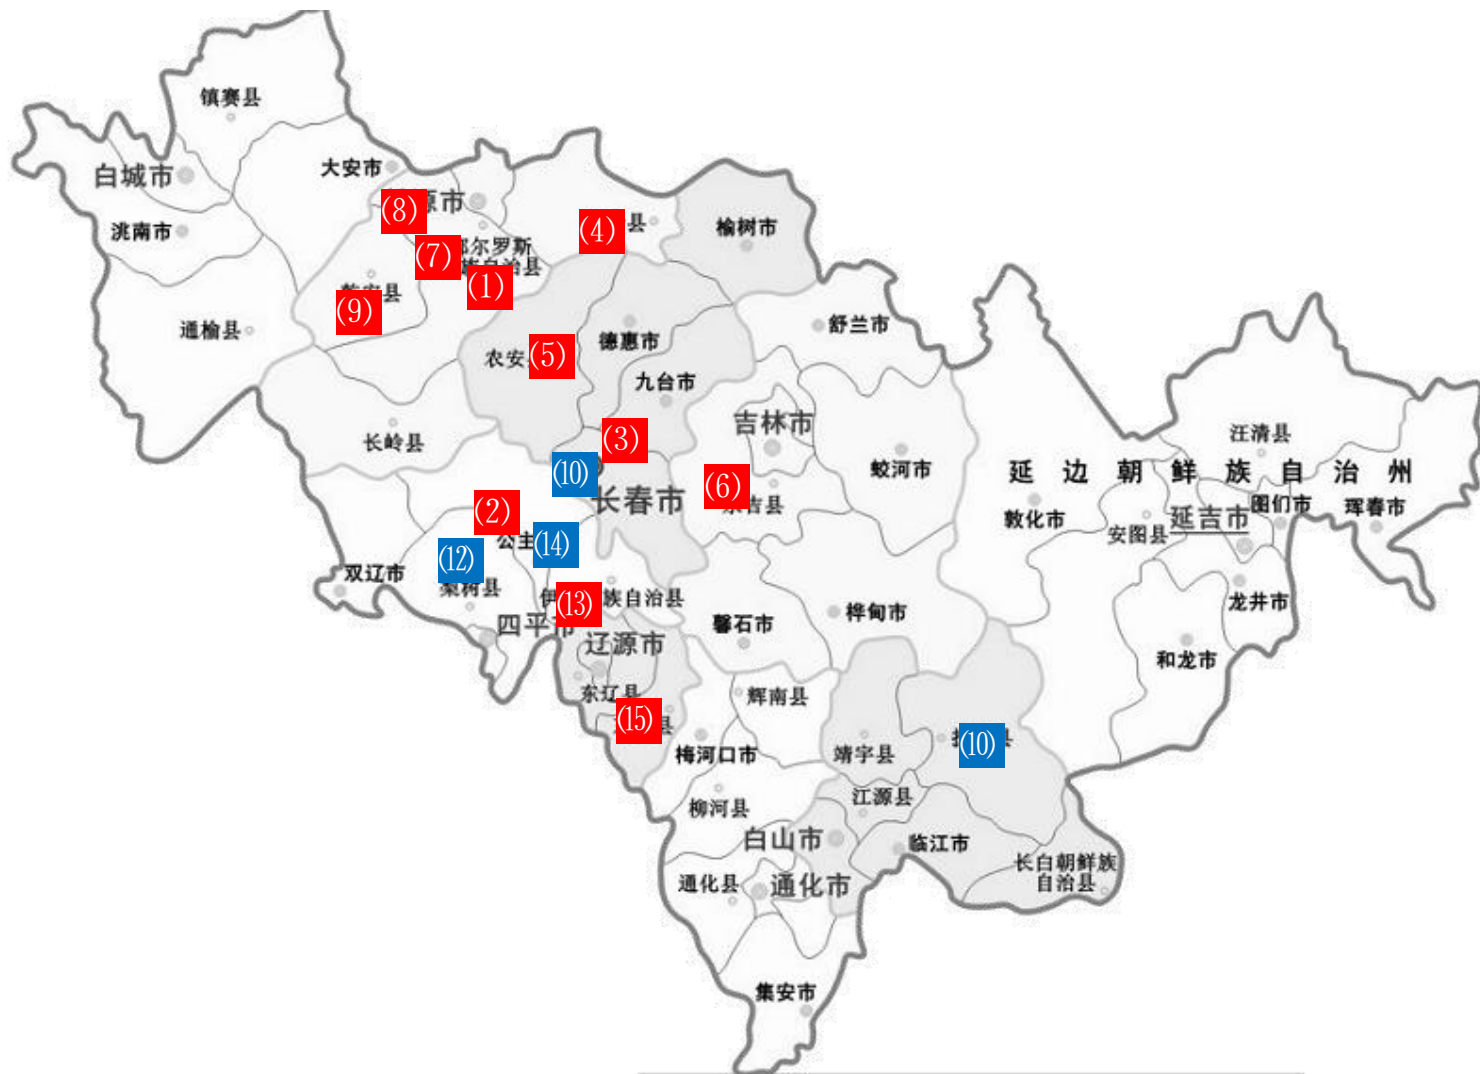 镇赛县
大安市
白城市
源市
(8)
(4)
县
榆树市
洮南市
尔罗斯
(7)
(1)
(9)
通榆县
舒兰市
德惠市
农安
(5)
九台市
吉林市
长岭县
(3)
汪清县
(10)
蛟河市
延边朝鲜族自治州
长春市
(6)
(2)
图们市
珲春市
敦化市
延吉市
安图县
公主
(14)
(12)
双辽市
梨树县
(13)
族自治县
龙井市
四平市
磐石市
桦甸市
辽源市
和龙市
东辽县
辉南县
(15)
县
(10)
县
梅河口市
靖宇县
柳河县
江源县
白山市
临江市
长白朝鲜族
自治县
通化县
通化市
集安市